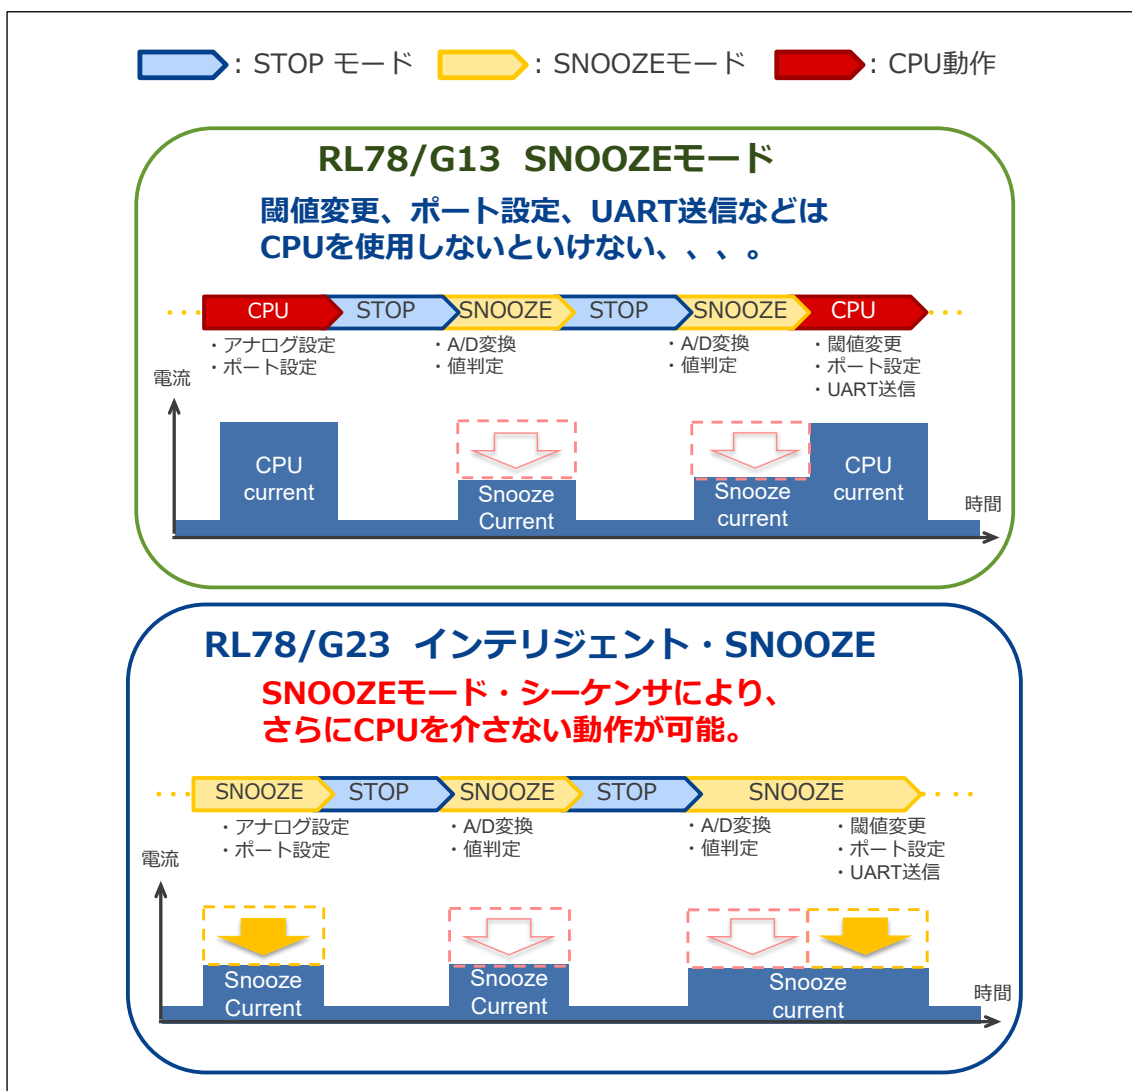 : STOP モード : SNOOZEモード : CPU動作
RL78/G13 SNOOZEモード
閾値変更、ポート設定、UART送信などは
CPUを使用しないといけない、、、。
CPU STOP SNOOZE STOP SNOOZE CPU
・アナログ設定
・ポート設定
・A/D変換
・値判定
・A/D変換
・値判定
・閾値変更
・ポート設定
・UART送信
電流
CPU
current
Snooze
Current
Snooze
current
CPU
current
時間
RL78/G23 インテリジェント・SNOOZE
SNOOZEモード・シーケンサにより、
さらにCPUを介さない動作が可能。
SNOOZE STOP SNOOZE STOP SNOOZE
・アナログ設定
・ポート設定
・A/D変換
・値判定
・A/D変換
・値判定
・閾値変更
・ポート設定
・UART送信
電流
Snooze
Current
Snooze
Current
Snooze
current
時間